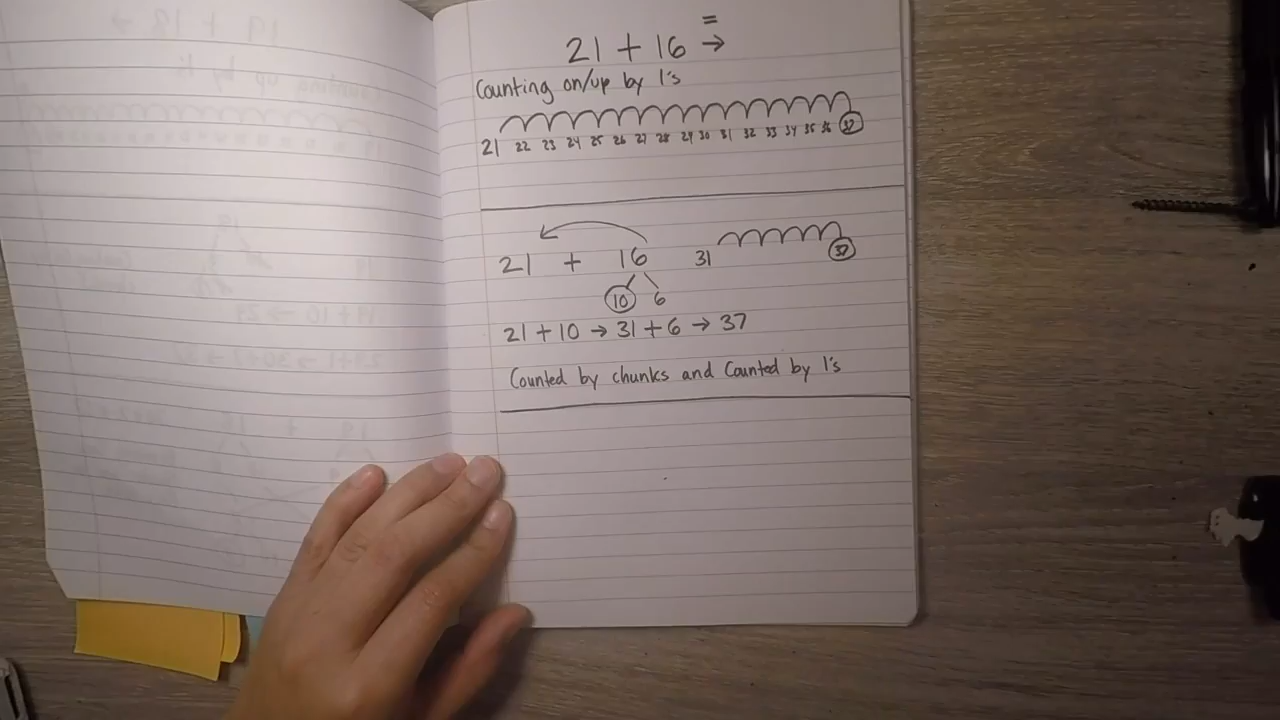 =
21 + 16 →
Counting on/up by 1's
21 22 23 24 25 26 27 28 29 30 31 32 33 34 35 36 37
21 + 16 31 37
10 6
21 + 10 → 31 + 6 → 37
Counted by chunks and Counted by 1's